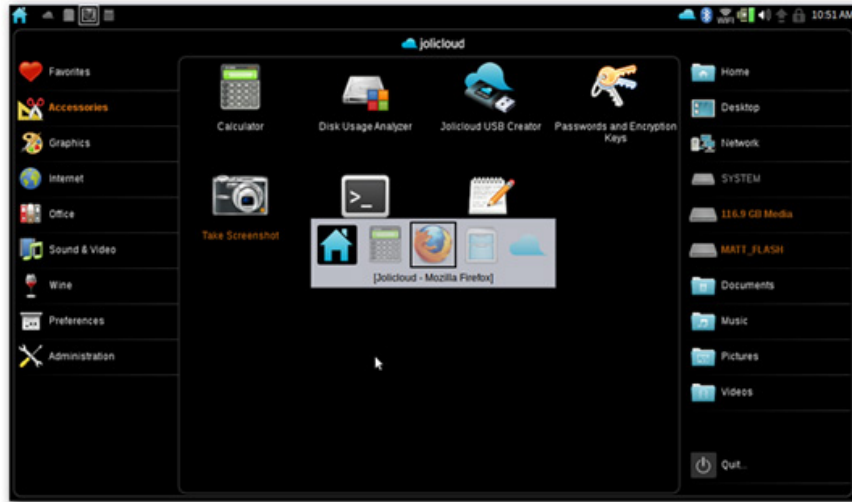 WiFi
10:51 AM
jolicloud
Favorites
Accessories
Graphics
Internet
Office
Sound & Video
Wine
Preferences
Administration
Calculator
Disk Usage Analyzer
Jolicloud USB Creator
Passwords and Encryption
Keys
Take Screenshot
>_
[Jolicloud - Mozilla Firefox]
Home
Desktop
Network
SYSTEM
116.9 GB Media
MATT_FLASH
Documents
Music
Pictures
Videos
Quit...